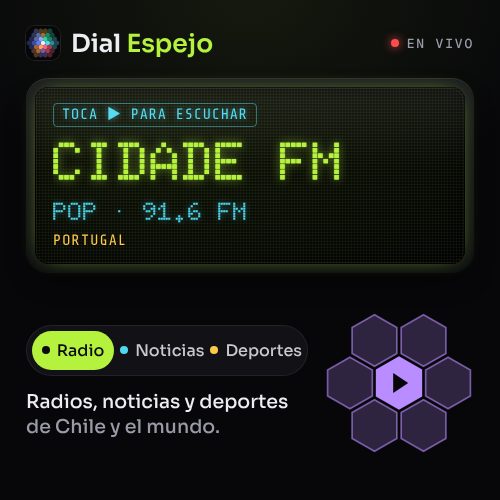 Dial Espejo
EN VIVO
TOCA ▶ PARA ESCUCHAR
CIDADE FM
POP · 91.6 FM
PORTUGAL
Radio Noticias Deportes
Radios, noticias y deportes
de Chile y el mundo.